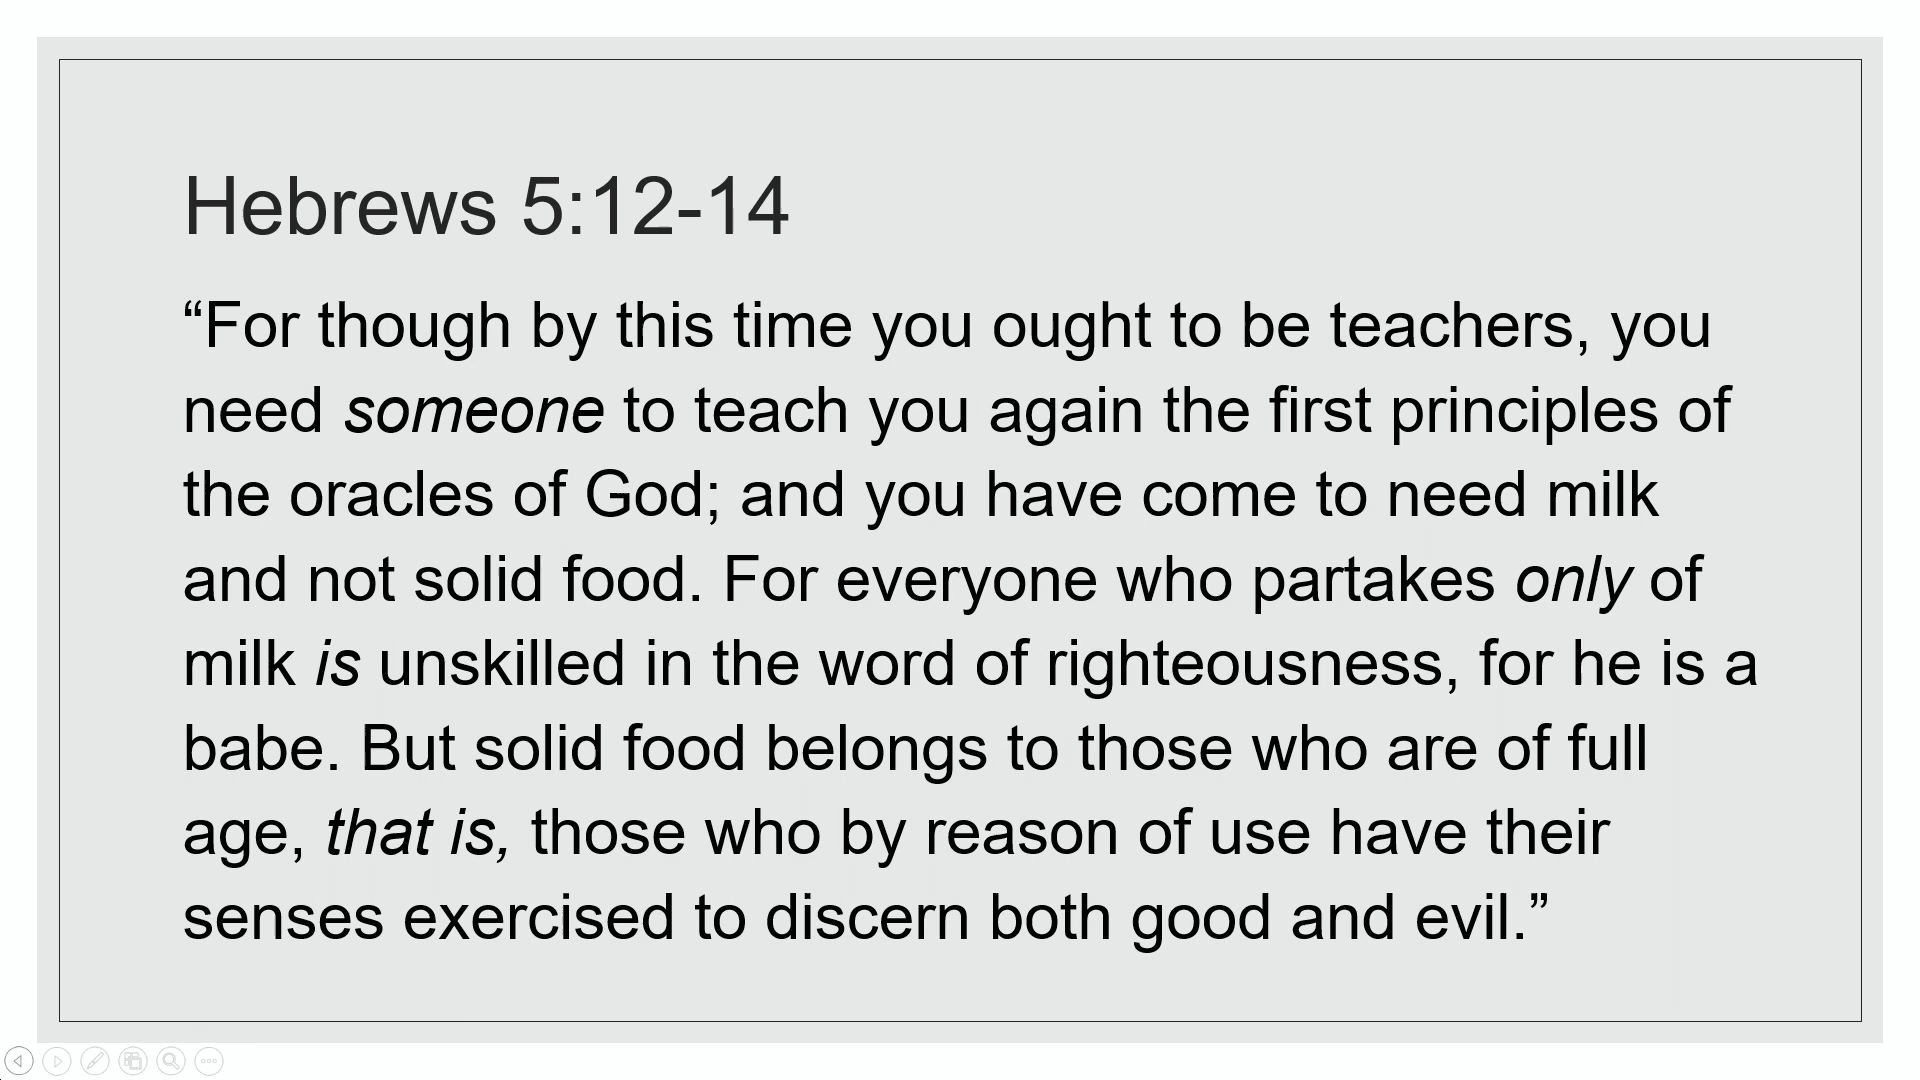 Hebrews 5:12-14
“For though by this time you ought to be teachers, you
need someone to teach you again the first principles of
the oracles of God; and you have come to need milk
and not solid food. For everyone who partakes only of
milk is unskilled in the word of righteousness, for he is a
babe. But solid food belongs to those who are of full
age, that is, those who by reason of use have their
senses exercised to discern both good and evil.”